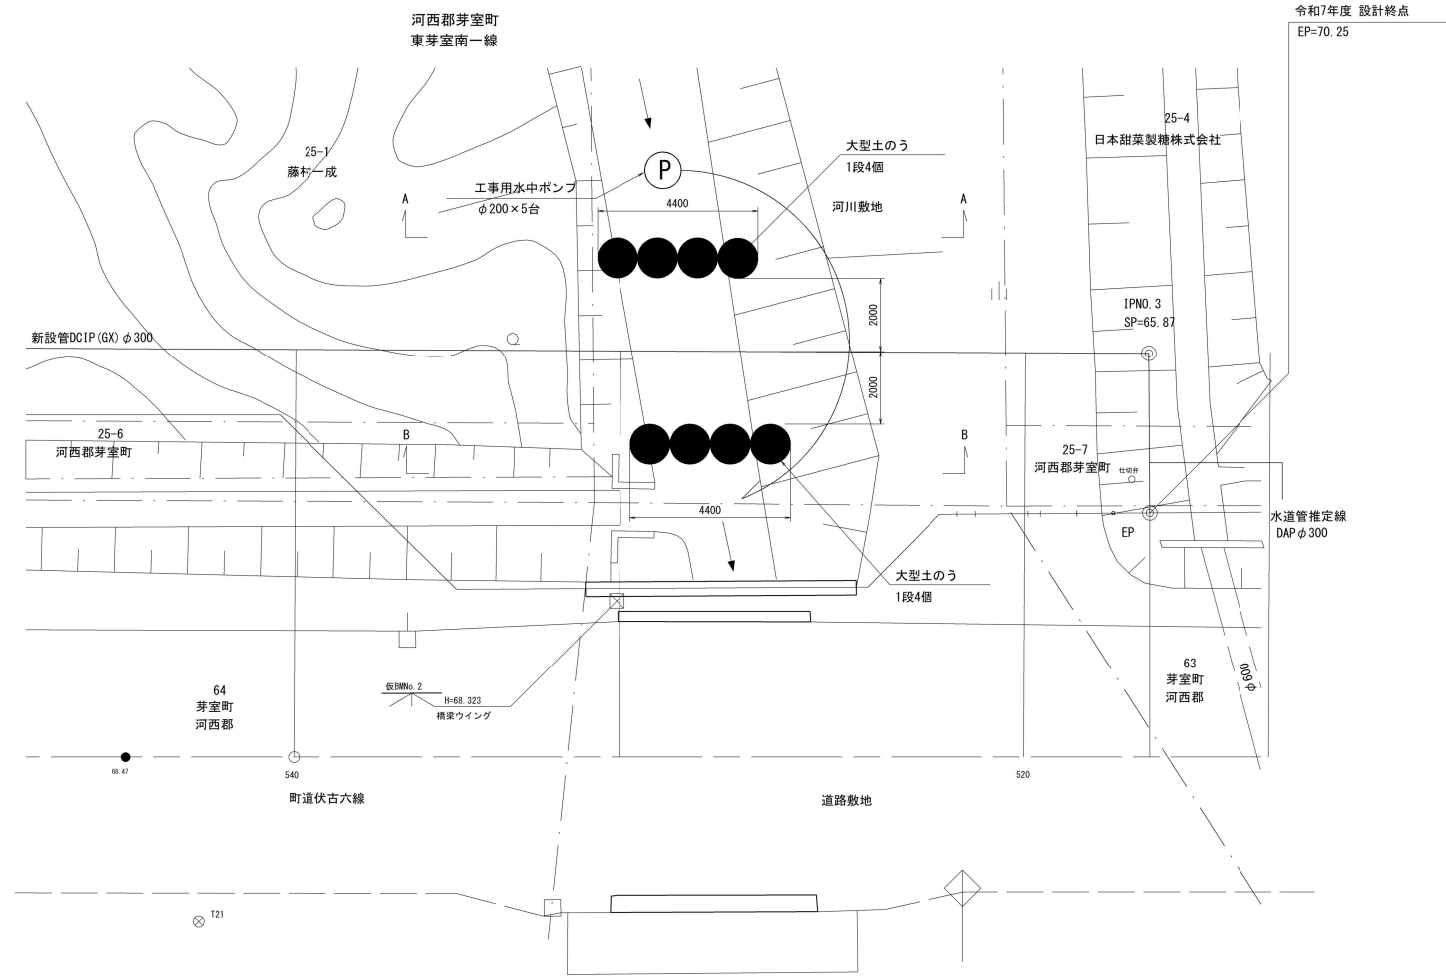 河西郡芽室町
東芽室南一線
令和7年度 設計終点
EP=70.25
25-1
藤村一成
工事用水中ポンプ
φ200×5台
P
大型土のう
1段4個
4400
河川敷地
25-4
日本甜菜製糖株式会社
A
A
2000
2000
IPNO.3
SP=65.87
新設管DCIP(GX)φ300
25-6
河西郡芽室町
B
B
25-7
河西郡芽室町
仕切弁
4400
EP
水道管推定線
DAPφ300
大型土のう
1段4個
64
芽室町
河西郡
仮BMNo.2
H=68.323
橋梁ウイング
63
芽室町
河西郡
φ600
68.47
540
520
町道伏古六線
道路敷地
T21